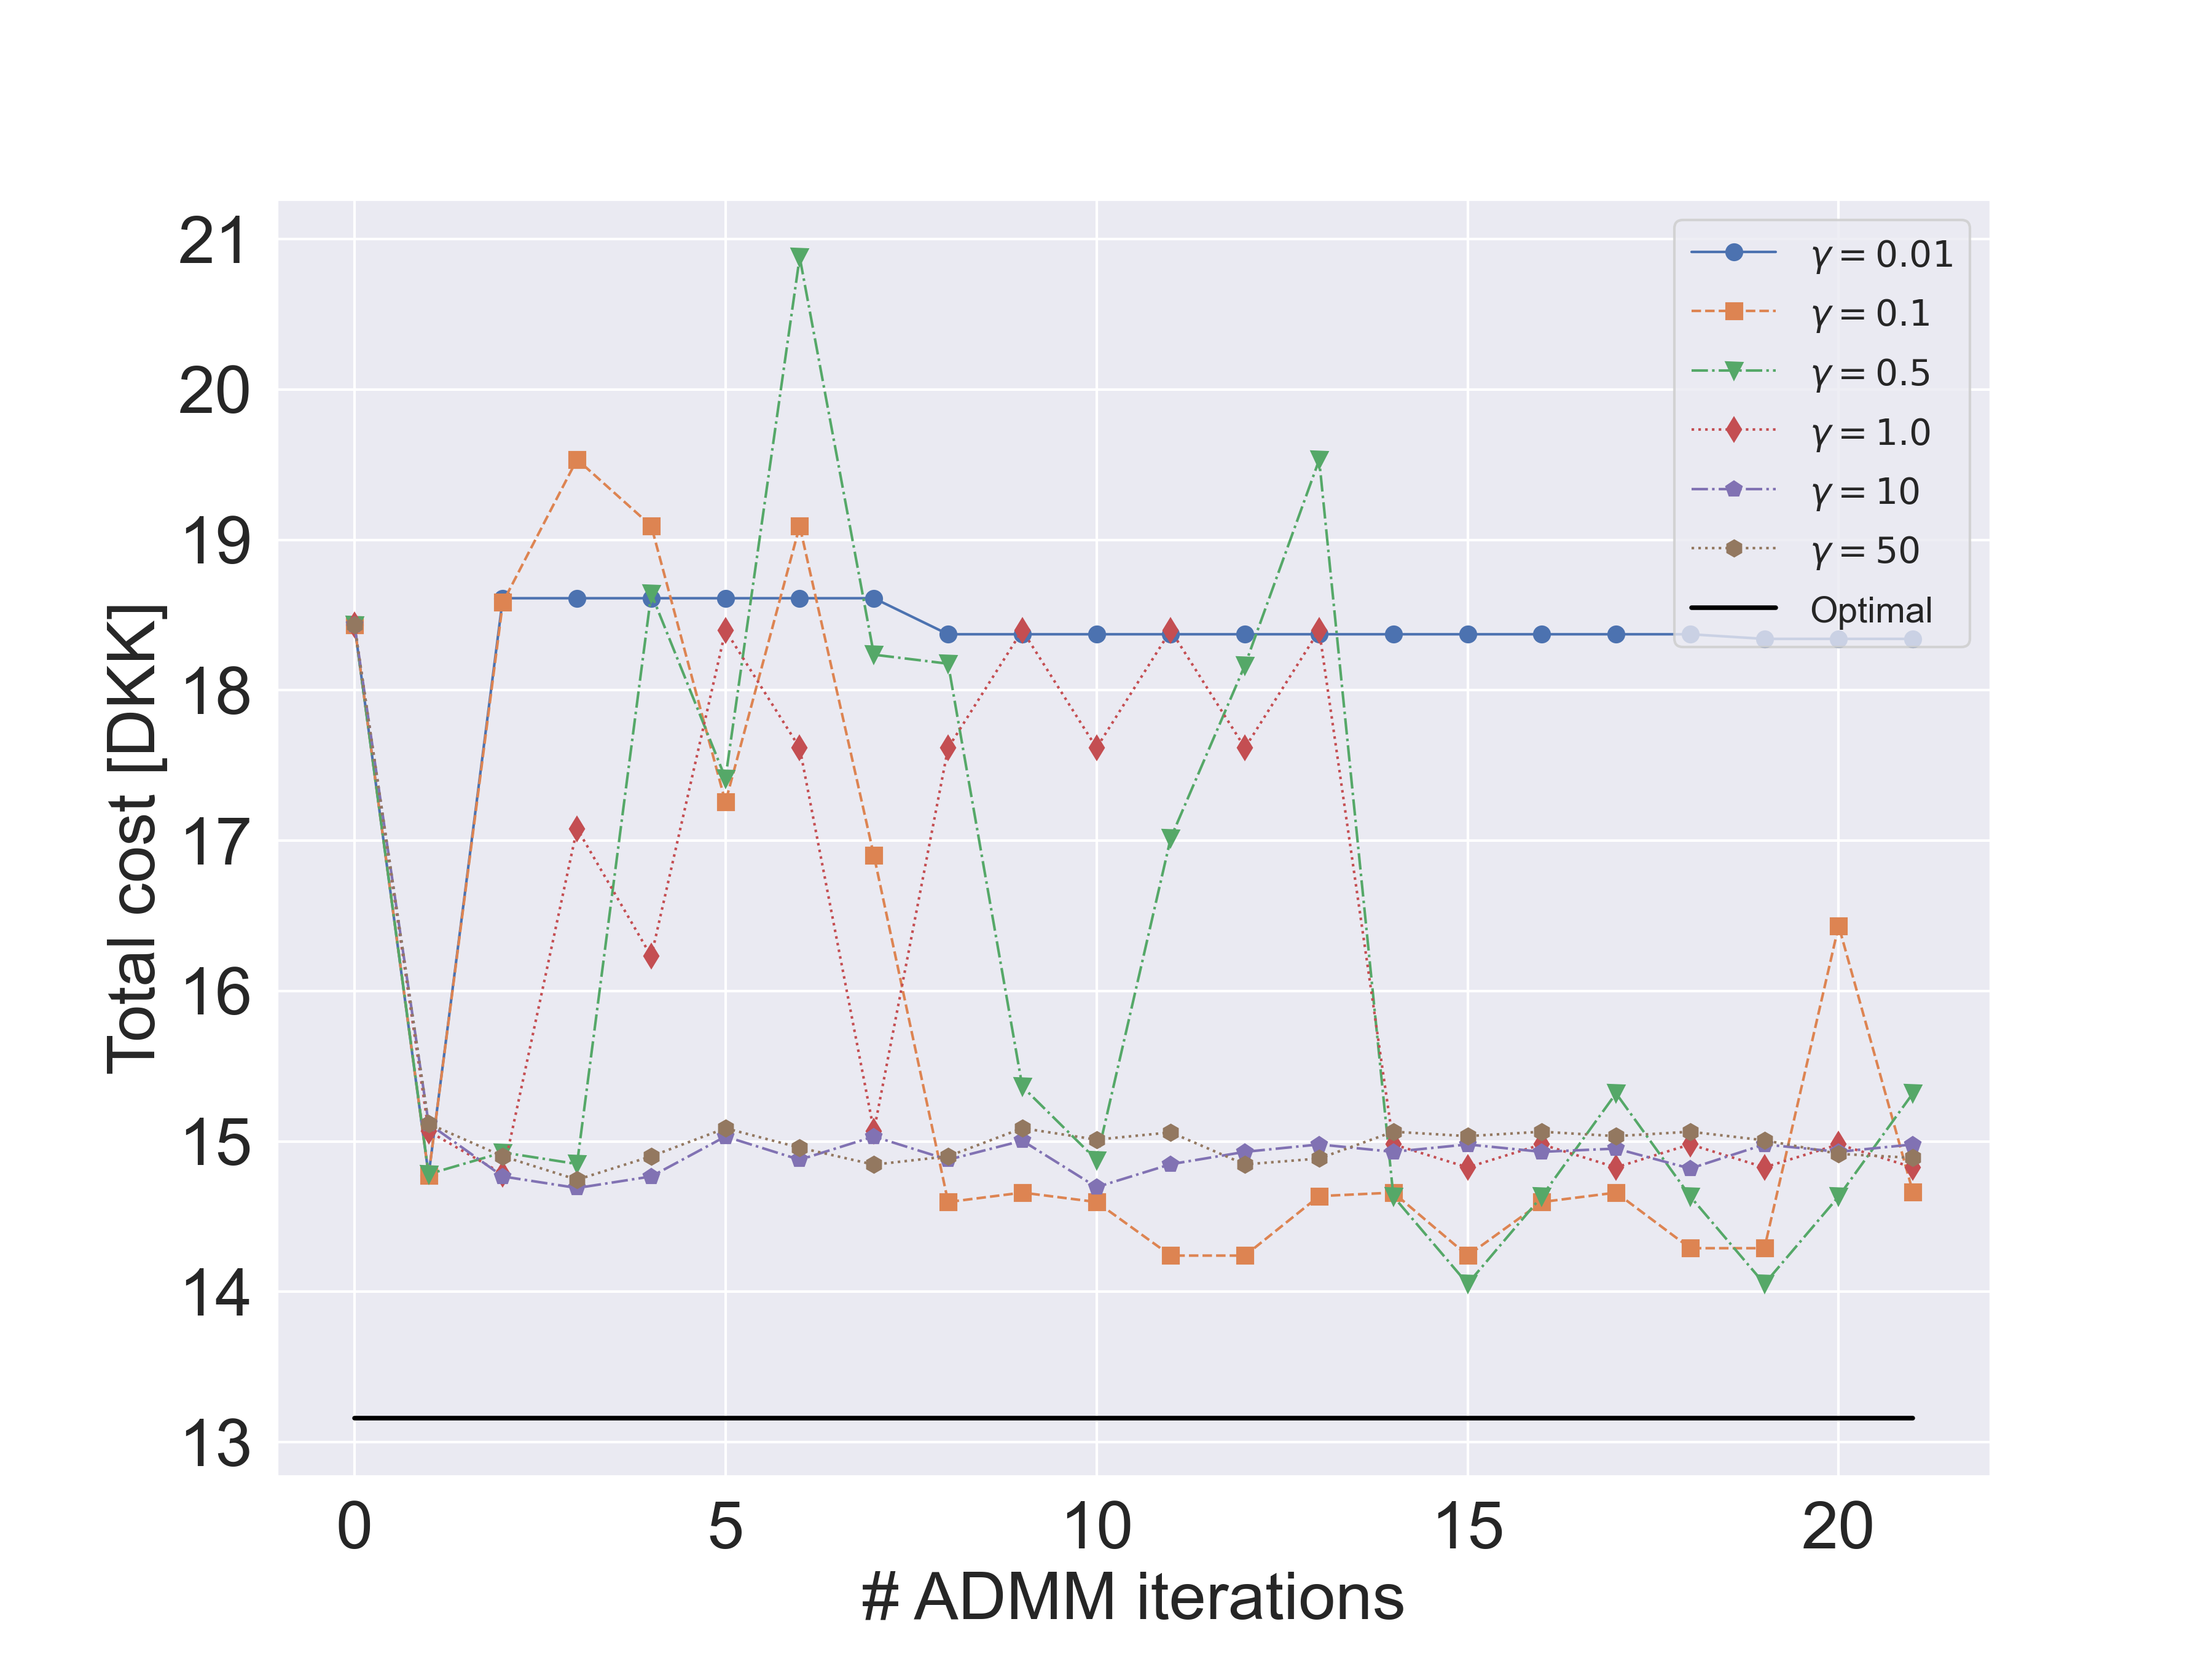 21
20
19
18
17
16
15
14
13
Total cost [DKK]
0 5 10 15 20
# ADMM iterations
γ = 0.01
γ = 0.1
γ = 0.5
γ = 1.0
γ = 10
γ = 50
Optimal